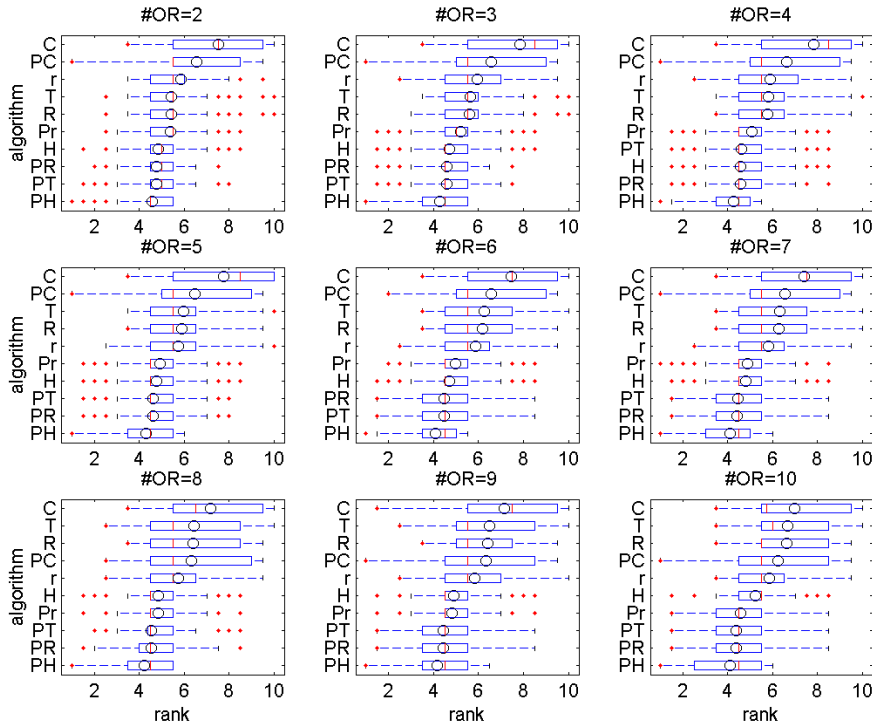 #OR=2
#OR=3
#OR=4
algorithm
C
PC
r
T
R
Pr
H
PR
PT
PH
2 4 6 8 10
C
PC
r
T
R
Pr
H
PR
PT
PH
2 4 6 8 10
C
PC
r
T
R
Pr
PT
H
PR
PH
2 4 6 8 10
#OR=5
#OR=6
#OR=7
algorithm
C
PC
T
R
r
Pr
H
PT
PR
PH
2 4 6 8 10
C
PC
T
R
r
Pr
H
PR
PT
PH
2 4 6 8 10
C
PC
T
R
r
Pr
H
PT
PR
PH
2 4 6 8 10
#OR=8
#OR=9
#OR=10
algorithm
C
T
R
PC
r
H
Pr
PT
PR
PH
2 4 6 8 10
rank
C
T
R
PC
r
H
Pr
PT
PR
PH
2 4 6 8 10
rank
C
T
R
PC
r
H
Pr
PT
PR
PH
2 4 6 8 10
rank